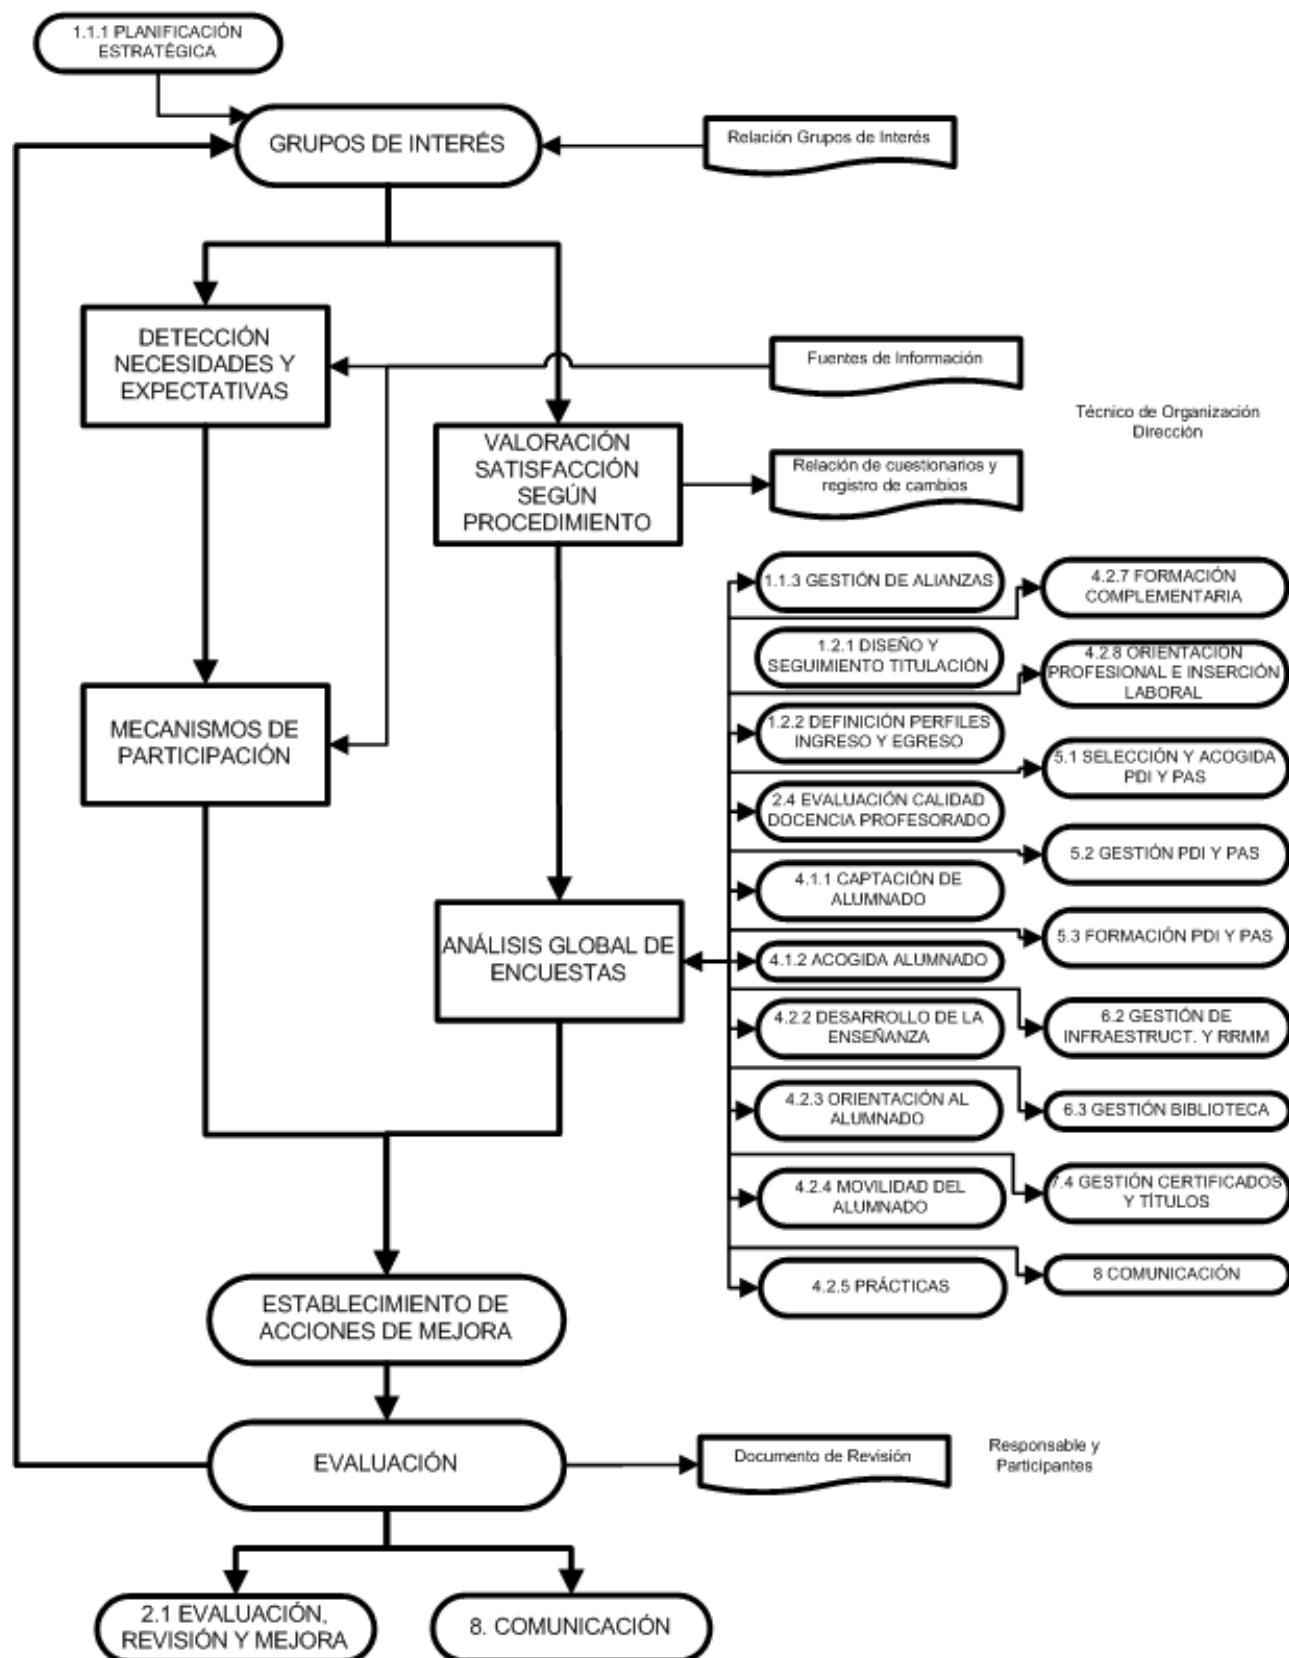 1.1.1 PLANIFICACIÓN
ESTRATÉGICA
GRUPOS DE INTERÉS
Relación Grupos de Interés
DETECCIÓN
NECESIDADES Y
EXPECTATIVAS
Fuentes de Información
Técnico de Organización
Dirección
VALORACIÓN
SATISFACCIÓN
SEGÚN
PROCEDIMIENTO
Relación de cuestionarios y
registro de cambios
1.1.3 GESTIÓN DE ALIANZAS
4.2.7 FORMACIÓN
COMPLEMENTARIA
1.2.1 DISEÑO Y
SEGUIMIENTO TITULACIÓN
4.2.8 ORIENTACIÓN
PROFESIONAL E INSERCIÓN
LABORAL
MECANISMOS DE
PARTICIPACIÓN
1.2.2 DEFINICIÓN PERFILES
INGRESO Y EGRESO
5.1 SELECCIÓN Y ACOGIDA
PDI Y PAS
2.4 EVALUACIÓN CALIDAD
DOCENCIA PROFESORADO
5.2 GESTIÓN PDI Y PAS
4.1.1 CAPTACIÓN DE
ALUMNADO
5.3 FORMACIÓN PDI Y PAS
ANÁLISIS GLOBAL DE
ENCUESTAS
4.1.2 ACOGIDA ALUMNADO
4.2.2 DESARROLLO DE LA
ENSEÑANZA
6.2 GESTIÓN DE
INFRAESTRUCT. Y RRMM
4.2.3 ORIENTACIÓN AL
ALUMNADO
6.3 GESTIÓN BIBLIOTECA
4.2.4 MOVILIDAD DEL
ALUMNADO
7.4 GESTIÓN CERTIFICADOS
Y TÍTULOS
4.2.5 PRÁCTICAS
8 COMUNICACIÓN
ESTABLECIMIENTO DE
ACCIONES DE MEJORA
EVALUACIÓN
Documento de Revisión
Responsable y
Participantes
2.1 EVALUACIÓN,
REVISIÓN Y MEJORA
8. COMUNICACIÓN